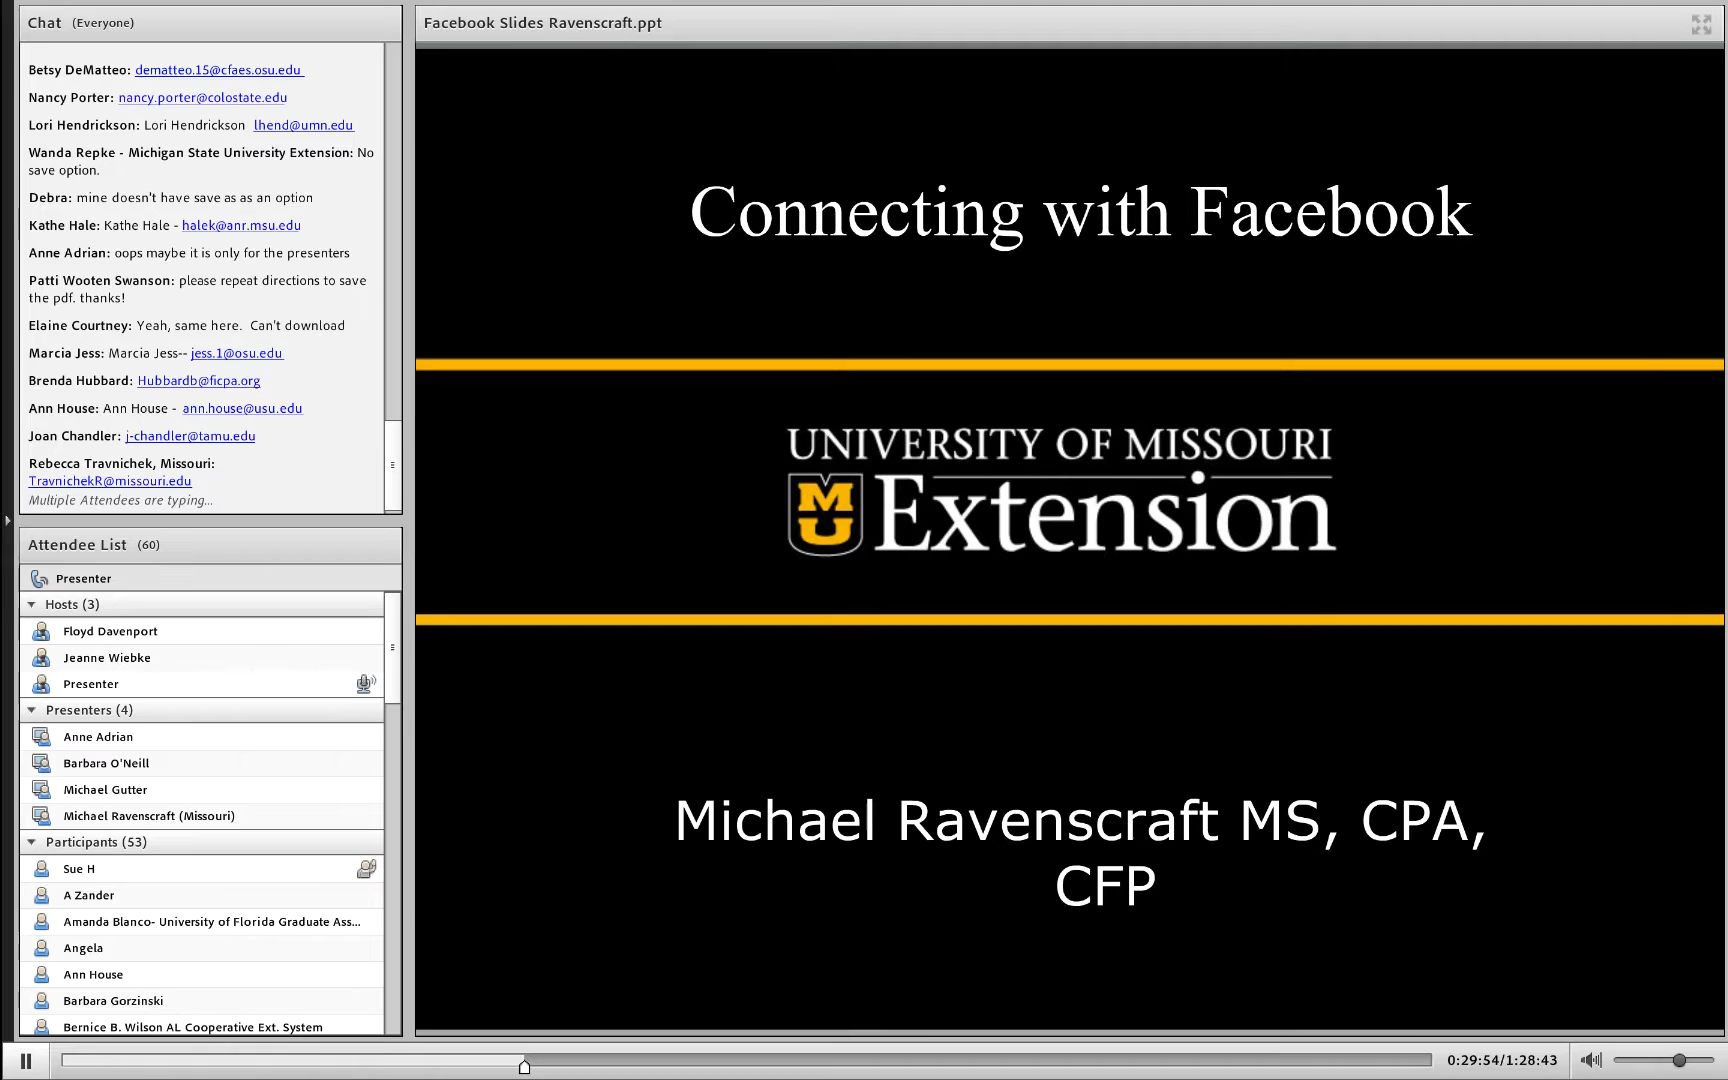 Chat (Everyone)
Betsy DeMatteo: dematteo.15@cfaes.osu.edu
Nancy Porter: nancy.porter@colostate.edu
Lori Hendrickson: Lori Hendrickson lhend@umn.edu
Wanda Repke - Michigan State University Extension: No
save option.
Debra: mine doesn't have save as as an option
Kathe Hale: Kathe Hale - halek@anr.msu.edu
Anne Adrian: oops maybe it is only for the presenters
Patti Wooten Swanson: please repeat directions to save
the pdf. thanks!
Elaine Courtney: Yeah, same here. Can't download
Marcia Jess: Marcia Jess-- jess.1@osu.edu
Brenda Hubbard: Hubbardb@ficpa.org
Ann House: Ann House - ann.house@usu.edu
Joan Chandler: j-chandler@tamu.edu
Rebecca Travnichek, Missouri:
TravnichekR@missouri.edu
Multiple Attendees are typing...
Attendee List (60)
Presenter
Hosts (3)
Floyd Davenport
Jeanne Wiebke
Presenter
Presenters (4)
Anne Adrian
Barbara O'Neill
Michael Gutter
Michael Ravenscraft (Missouri)
Participants (53)
Sue H
A Zander
Amanda Blanco- University of Florida Graduate Ass...
Angela
Ann House
Barbara Gorzinski
Bernice B. Wilson AL Cooperative Ext. System
Facebook Slides Ravenscraft.ppt
Connecting with Facebook
UNIVERSITY OF MISSOURI
MU Extension
Michael Ravenscraft MS, CPA,
CFP
0:29:54/1:28:43